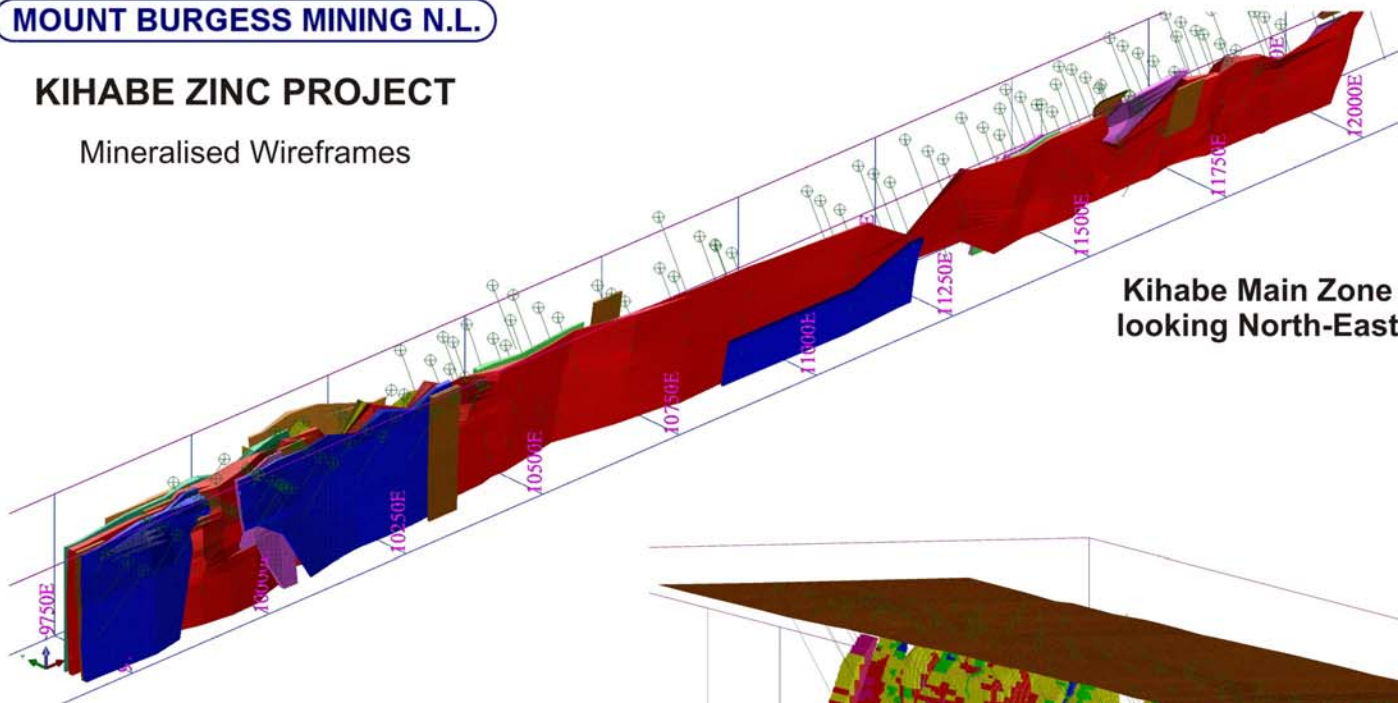 MOUNT BURGESS MINING N.L.
KIHABE ZINC PROJECT
Mineralised Wireframes
12000E
11750E
11500E
11250E
Kihabe Main Zone
looking North-East
11000E
10750E
10500E
10250E
9750E